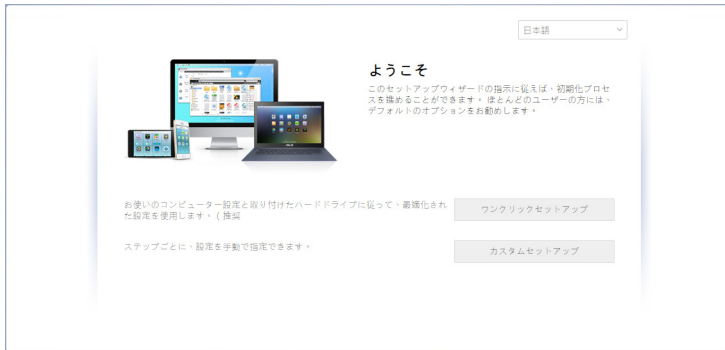 日本語
ようこそ
このセットアップウィザードの指示に従えば、初期化プロセ
スを進めることができます。 ほとんどのユーザーの方には、
デフォルトのオプションをお勧めします。
お使いのコンピューター設定と取り付けたハードドライブに従って、最適化され
た設定を使用します。 ( 推奨
ワンクリックセットアップ
ステップごとに、設定を手動で指定できます。
カスタムセットアップ